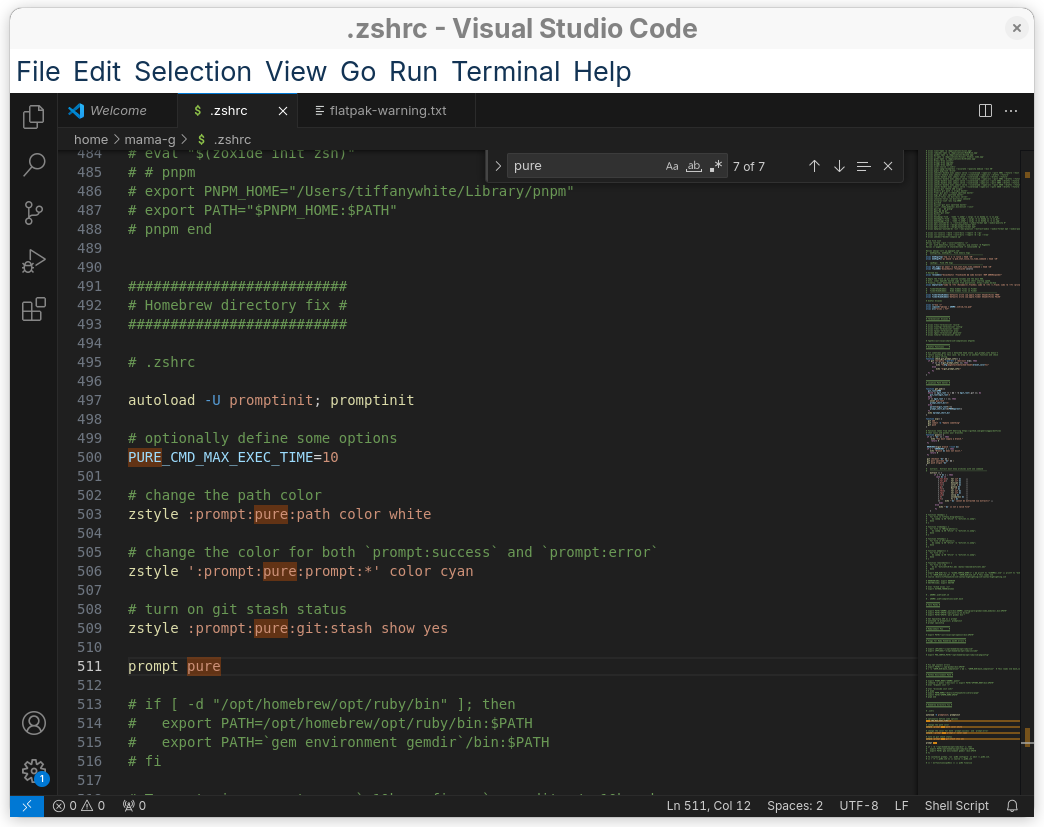 .zshrc - Visual Studio Code
File Edit Selection View Go Run Terminal Help
Welcome
$ .zshrc
flatpak-warning.txt
home > mama-g > $ .zshrc
pure
Aa ab .* 7 of 7
484 # eval "$(zoxide init zsh)"
485 # # pnpm
486 # export PNPM_HOME="/Users/tiffanywhite/Library/pnpm"
487 # export PATH="$PNPM_HOME:$PATH"
488 # pnpm end
489
490
491 ##########################
492 # Homebrew directory fix #
493 ##########################
494
495 # .zshrc
496
497 autoload -U promptinit; promptinit
498
499 # optionally define some options
500 PURE_CMD_MAX_EXEC_TIME=10
501
502 # change the path color
503 zstyle :prompt:pure:path color white
504
505 # change the color for both `prompt:success` and `prompt:error`
506 zstyle ':prompt:pure:prompt:*' color cyan
507
508 # turn on git stash status
509 zstyle :prompt:pure:git:stash show yes
510
511 prompt pure
512
513 # if [ -d "/opt/homebrew/opt/ruby/bin" ]; then
514 #   export PATH=/opt/homebrew/opt/ruby/bin:$PATH
515 #   export PATH=`gem environment gemdir`/bin:$PATH
516 # fi
517
1
0 0 0
Ln 511, Col 12
Spaces: 2
UTF-8
LF
Shell Script